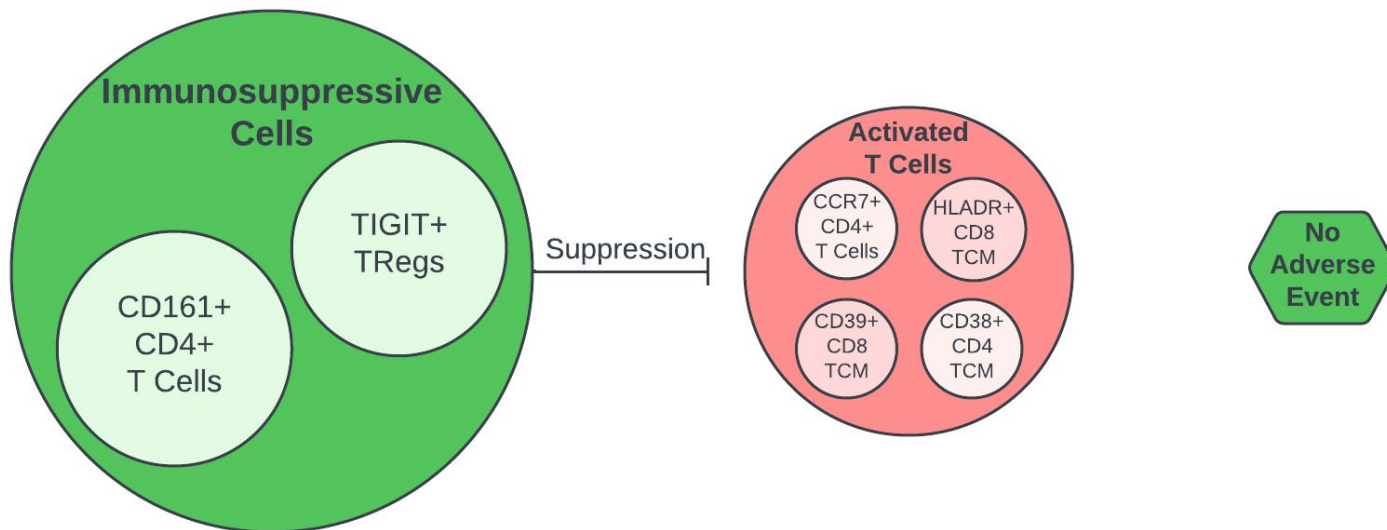 Immunosuppressive
Cells
TIGIT+
TRegs
CD161+
CD4+
T Cells
Suppression
Activated
T Cells
CCR7+
CD4+
T Cells
HLADR+
CD8
TCM
CD39+
CD8
TCM
CD38+
CD4
TCM
No
Adverse
Event